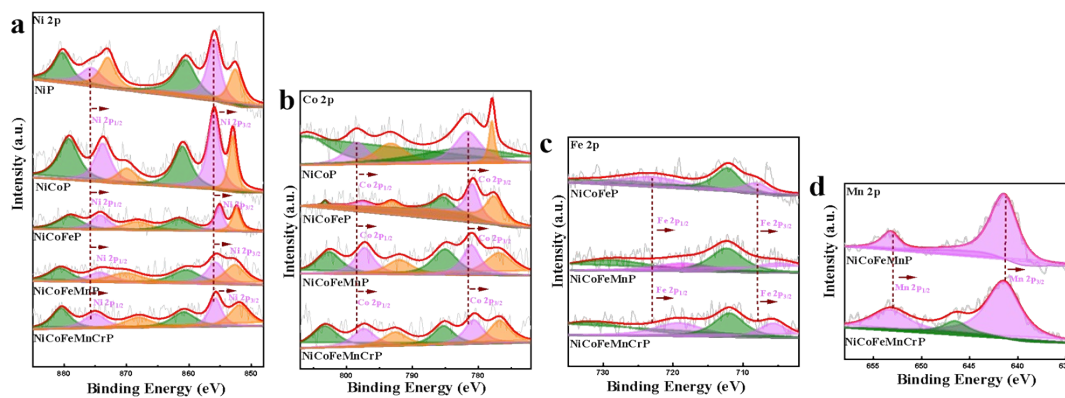 a
Ni 2p
NiP
Ni 2p1/2
Ni 2p3/2
NiCoP
Ni 2p1/2
Ni 2p3/2
NiCoFeP
Ni 2p1/2
Ni 2p3/2
NiCoFeMnP
Ni 2p1/2
Ni 2p3/2
NiCoFeMnCrP
Intensity (a.u.)
880 870 860 850
Binding Energy (eV)
b
Co 2p
NiCoP
Co 2p1/2
Co 2p3/2
NiCoFeP
Co 2p1/2
Co 2p3/2
NiCoFeMnP
Co 2p1/2
Co 2p3/2
NiCoFeMnCrP
Intensity (a.u.)
800 790 780
Binding Energy (eV)
c
Fe 2p
NiCoFeP
Fe 2p1/2
Fe 2p3/2
NiCoFeMnP
Fe 2p1/2
Fe 2p3/2
NiCoFeMnCrP
Intensity (a.u.)
730 720 710
Binding Energy (eV)
d
Mn 2p
NiCoFeMnP
Mn 2p1/2
Mn 2p3/2
NiCoFeMnCrP
Intensity (a.u.)
655 650 645 640
Binding Energy (eV)